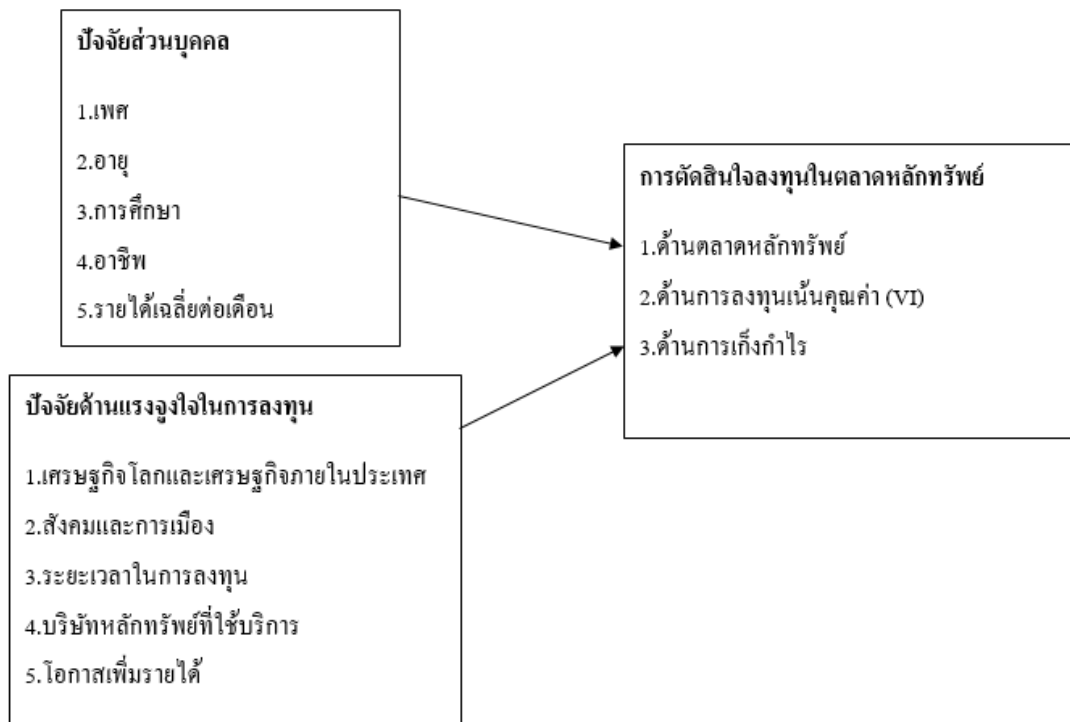 ปัจจัยส่วนบุคคล
1.เพศ
2.อายุ
3.การศึกษา
4.อาชีพ
5.รายได้เฉลี่ยต่อเดือน
การตัดสินใจลงทุนในตลาดหลักทรัพย์
1.ด้านตลาดหลักทรัพย์
2.ด้านการลงทุนเน้นคุณค่า (VI)
3.ด้านการเก็งกำไร
ปัจจัยด้านแรงจูงใจในการลงทุน
1.เศรษฐกิจโลกและเศรษฐกิจภายในประเทศ
2.สังคมและการเมือง
3.ระยะเวลาในการลงทุน
4.บริษัทหลักทรัพย์ที่ใช้บริการ
5.โอกาสเพิ่มรายได้